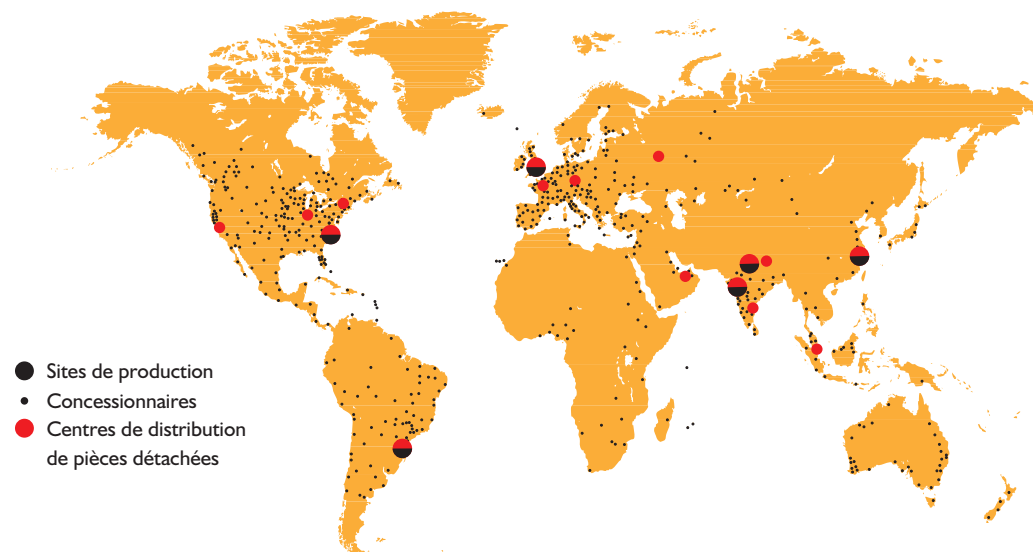 Sites de production
Concessionnaires
Centres de distribution
de pièces détachées